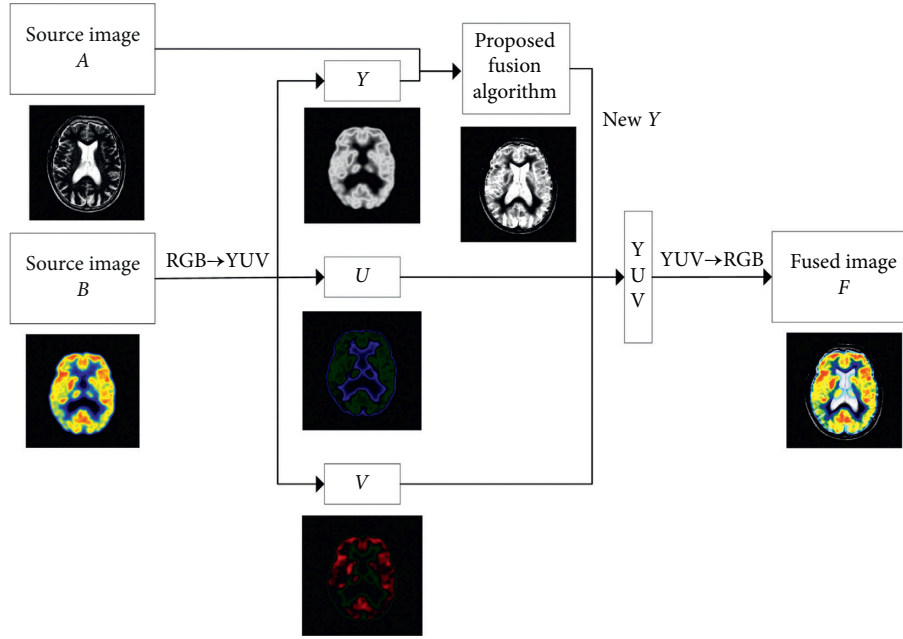 Source image
A
Proposed
fusion
algorithm
Y
New Y
Source image
B
RGB→YUV
U
Y
U
V
YUV→RGB
Fused image
F
V